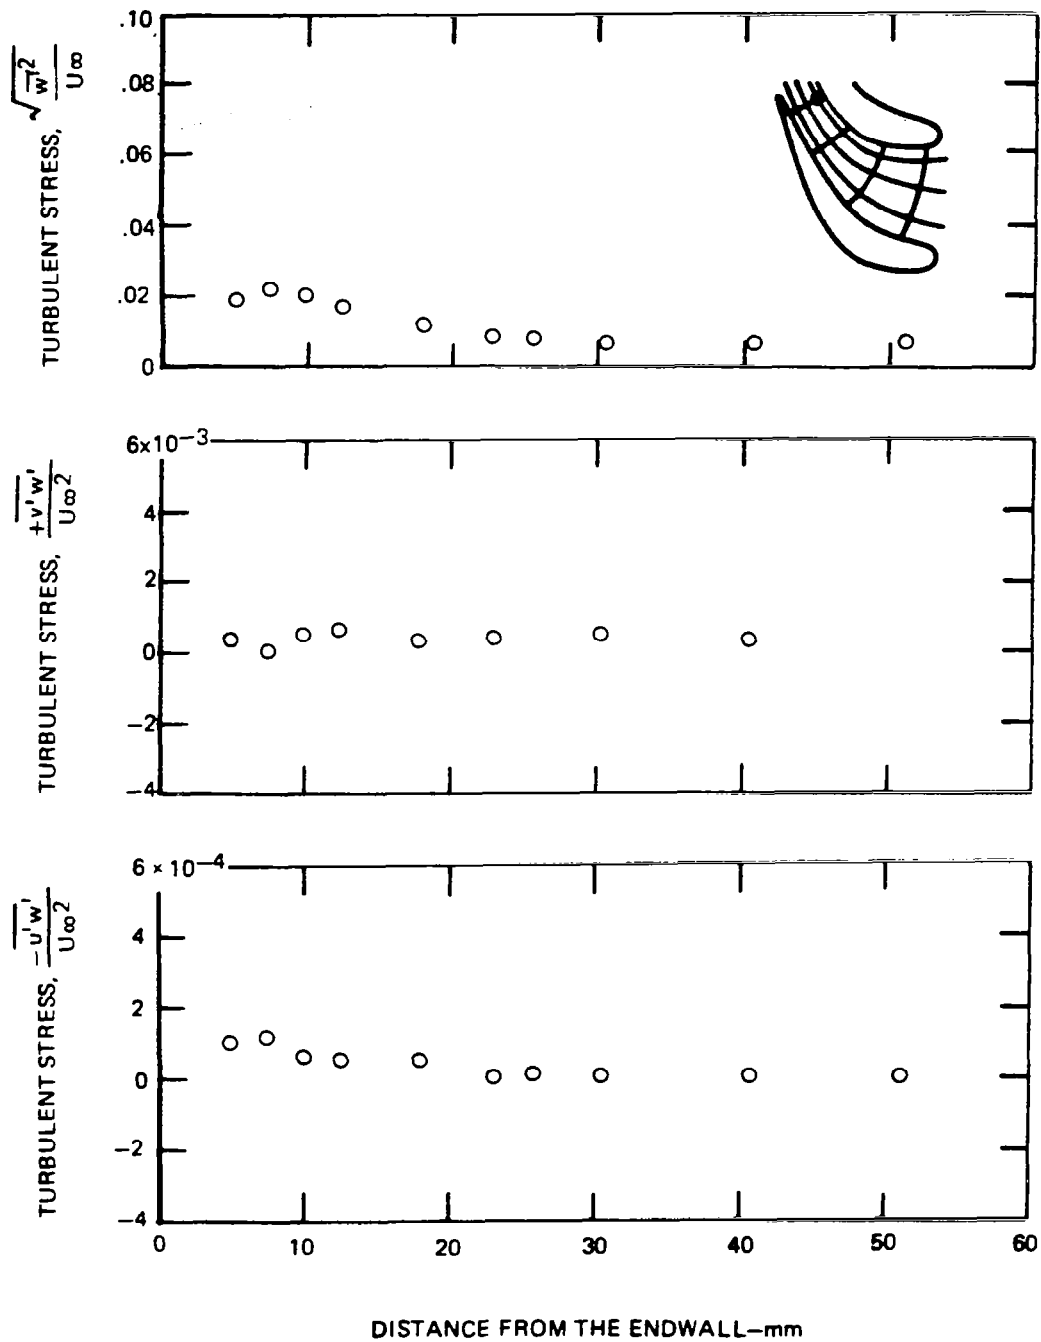 TURBULENT STRESS, √w'² / U∞
.10
.08
.06
.04
.02
0
TURBULENT STRESS, +v'w' / U∞2
6x10−3
4
2
0
−2
−4
TURBULENT STRESS, −u'w' / U∞2
6 × 10−4
4
2
0
−2
−4
0 10 20 30 40 50 60
DISTANCE FROM THE ENDWALL—mm